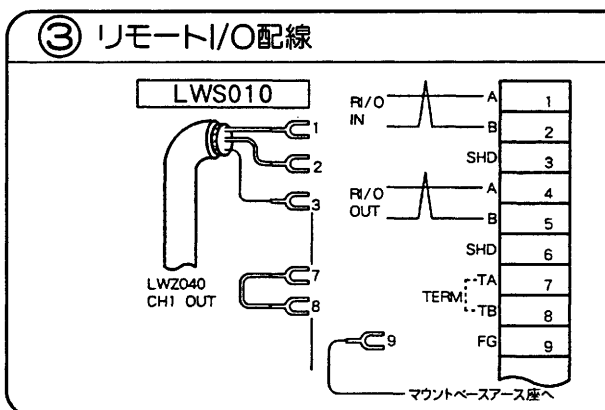 ③ リモートI/O配線
LWS010
1
2
3
LWZ040
CH1 OUT
7
8
9
マウントベースアース座へ
RI/O
IN
A 1
B 2
SHD 3
RI/O
OUT
A 4
B 5
SHD 6
TERM
TA 7
TB 8
FG 9